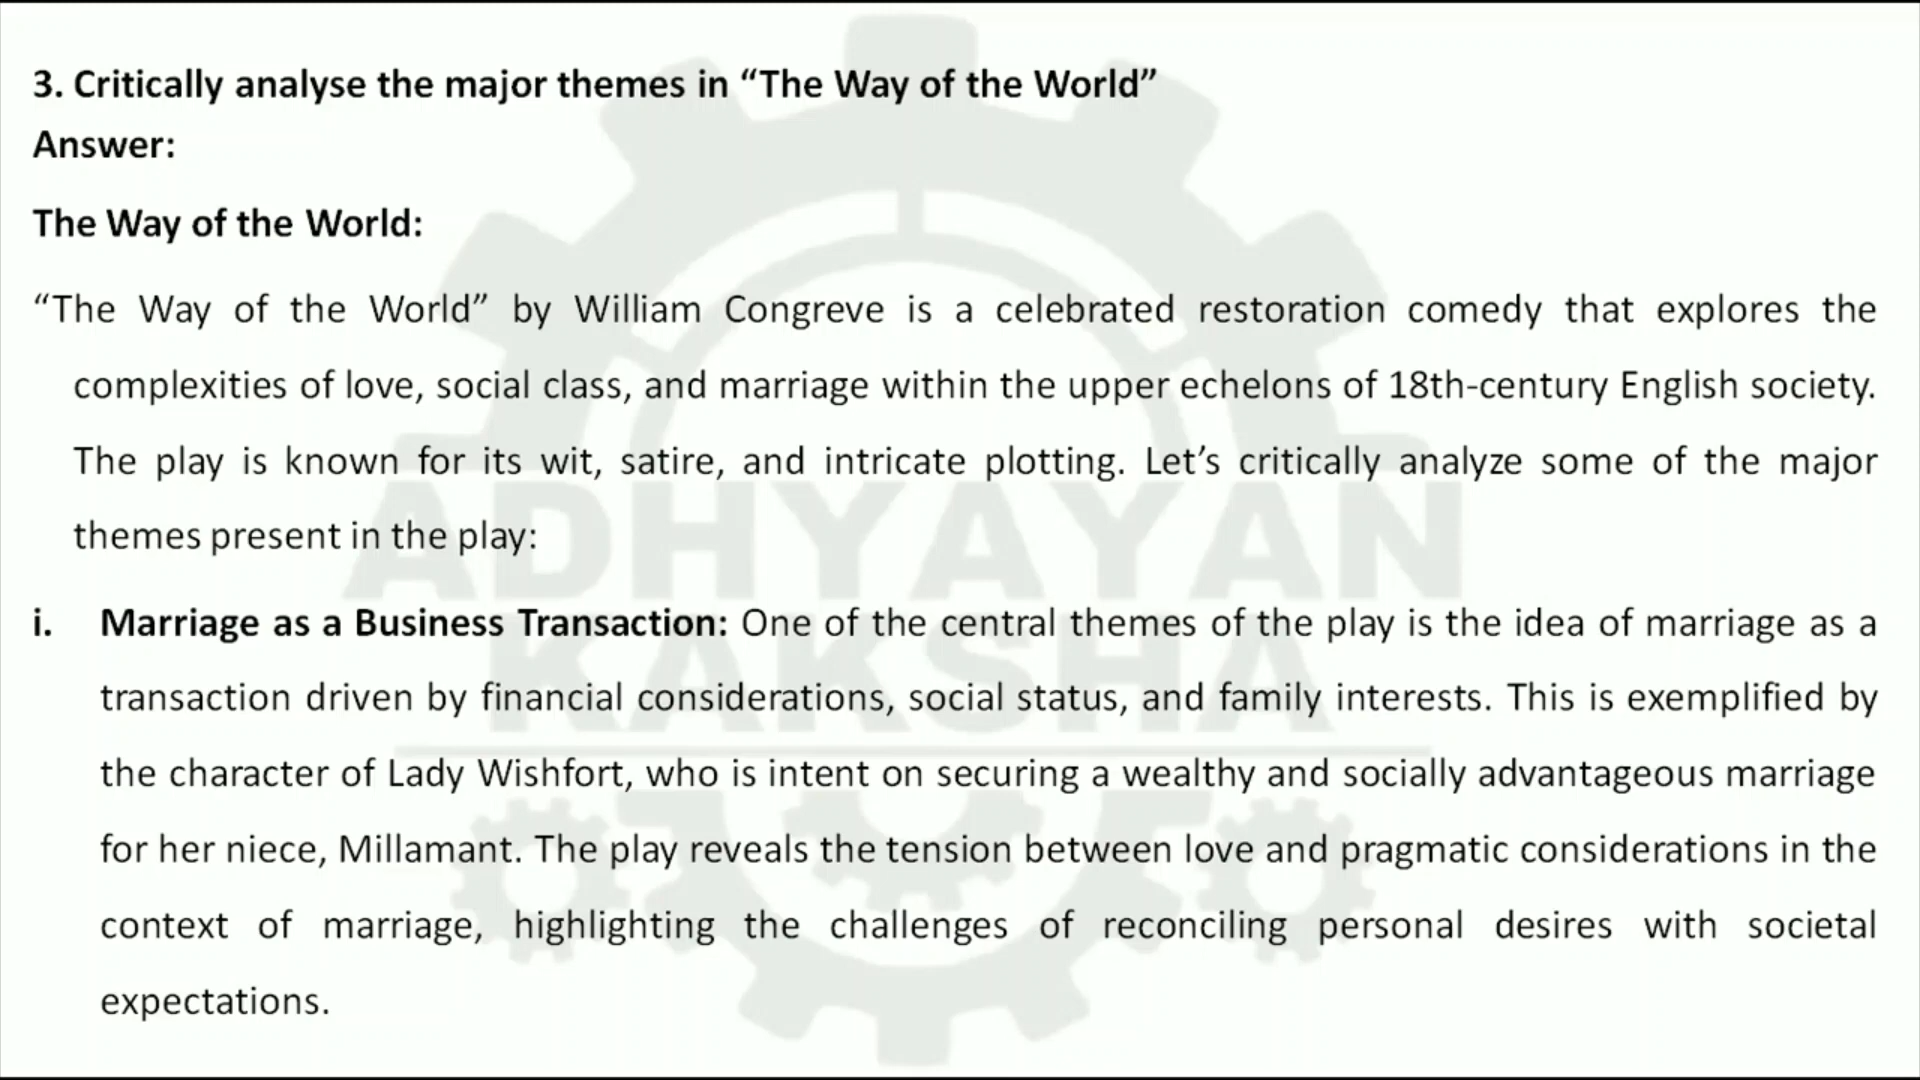 3. Critically analyse the major themes in “The Way of the World”
Answer:
The Way of the World:
“The Way of the World” by William Congreve is a celebrated restoration comedy that explores the
complexities of love, social class, and marriage within the upper echelons of 18th-century English society.
The play is known for its wit, satire, and intricate plotting. Let’s critically analyze some of the major
themes present in the play:
i. Marriage as a Business Transaction: One of the central themes of the play is the idea of marriage as a
transaction driven by financial considerations, social status, and family interests. This is exemplified by
the character of Lady Wishfort, who is intent on securing a wealthy and socially advantageous marriage
for her niece, Millamant. The play reveals the tension between love and pragmatic considerations in the
context of marriage, highlighting the challenges of reconciling personal desires with societal
expectations.
ADHYAYAN
KAKSHA